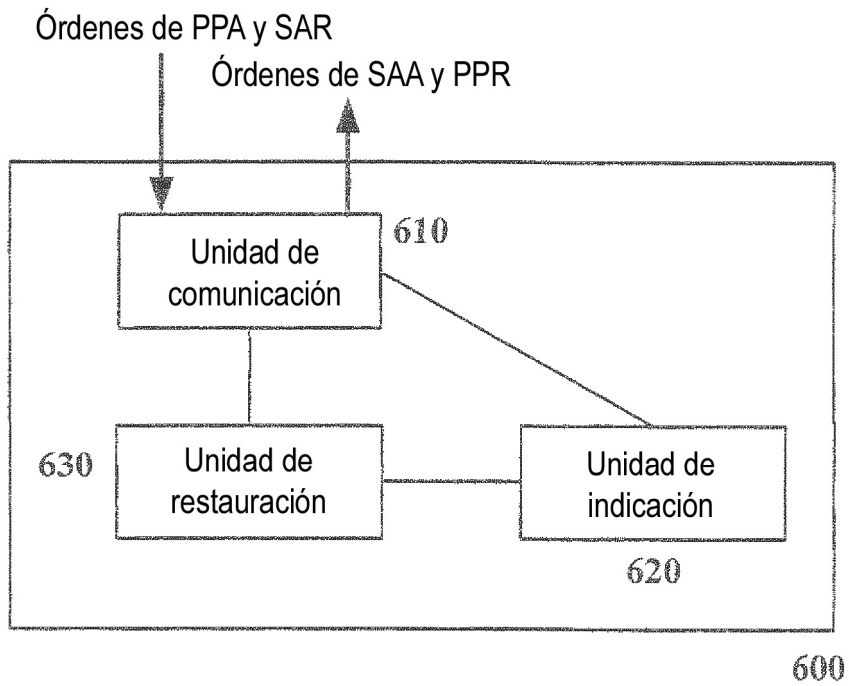 Órdenes de PPA y SAR
Órdenes de SAA y PPR
610
Unidad de
comunicación
630
Unidad de
restauración
Unidad de
indicación
620
600